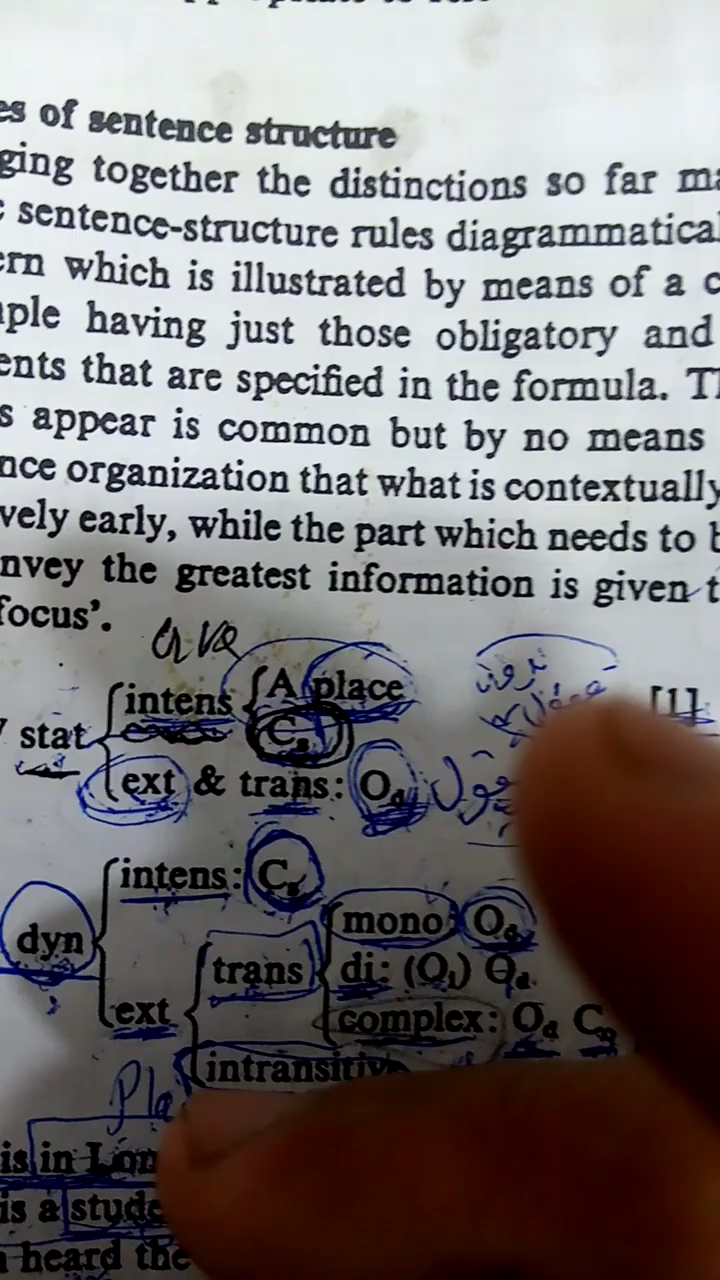 es of sentence structure
ging together the distinctions so far ma
sentence-structure rules diagrammatical
ern which is illustrated by means of a c
ple having just those obligatory and
ents that are specified in the formula. T
s appear is common but by no means
nce organization that what is contextually
vely early, while the part which needs to b
nvey the greatest information is given t
focus'.
intens { A place [1]
stat { Cs
ext & trans: Od
intens: Cs
mono Od
dyn { trans { di: (Oi) Od
ext { complex: Od Co
intransitiv
Pla
is in Lon
is a stude
heard the